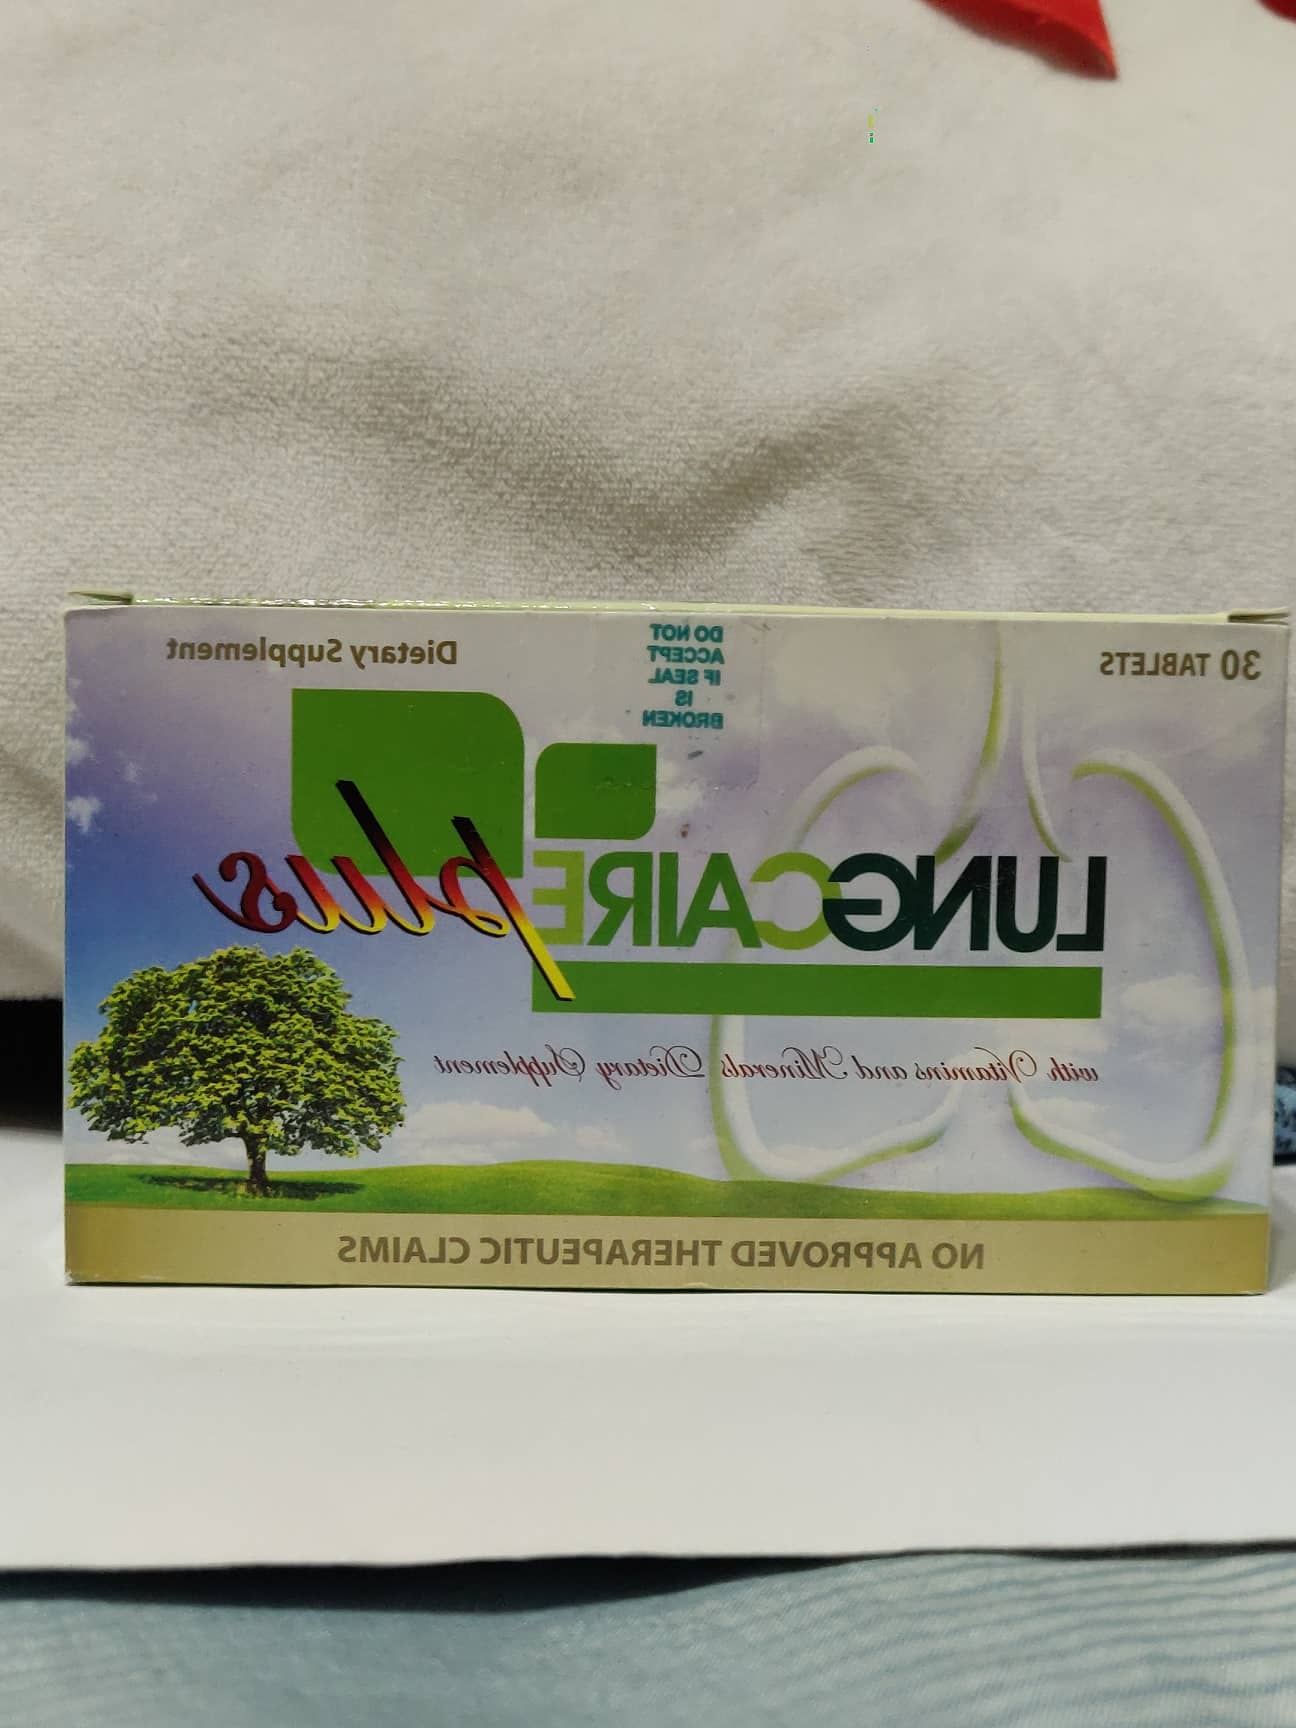 30 TABLETS
DO NOT
ACCEPT
IF SEAL
IS
BROKEN
Dietary Supplement
LUNGCAIRE plus
with Vitamins and Minerals Dietary Supplement
NO APPROVED THERAPEUTIC CLAIMS